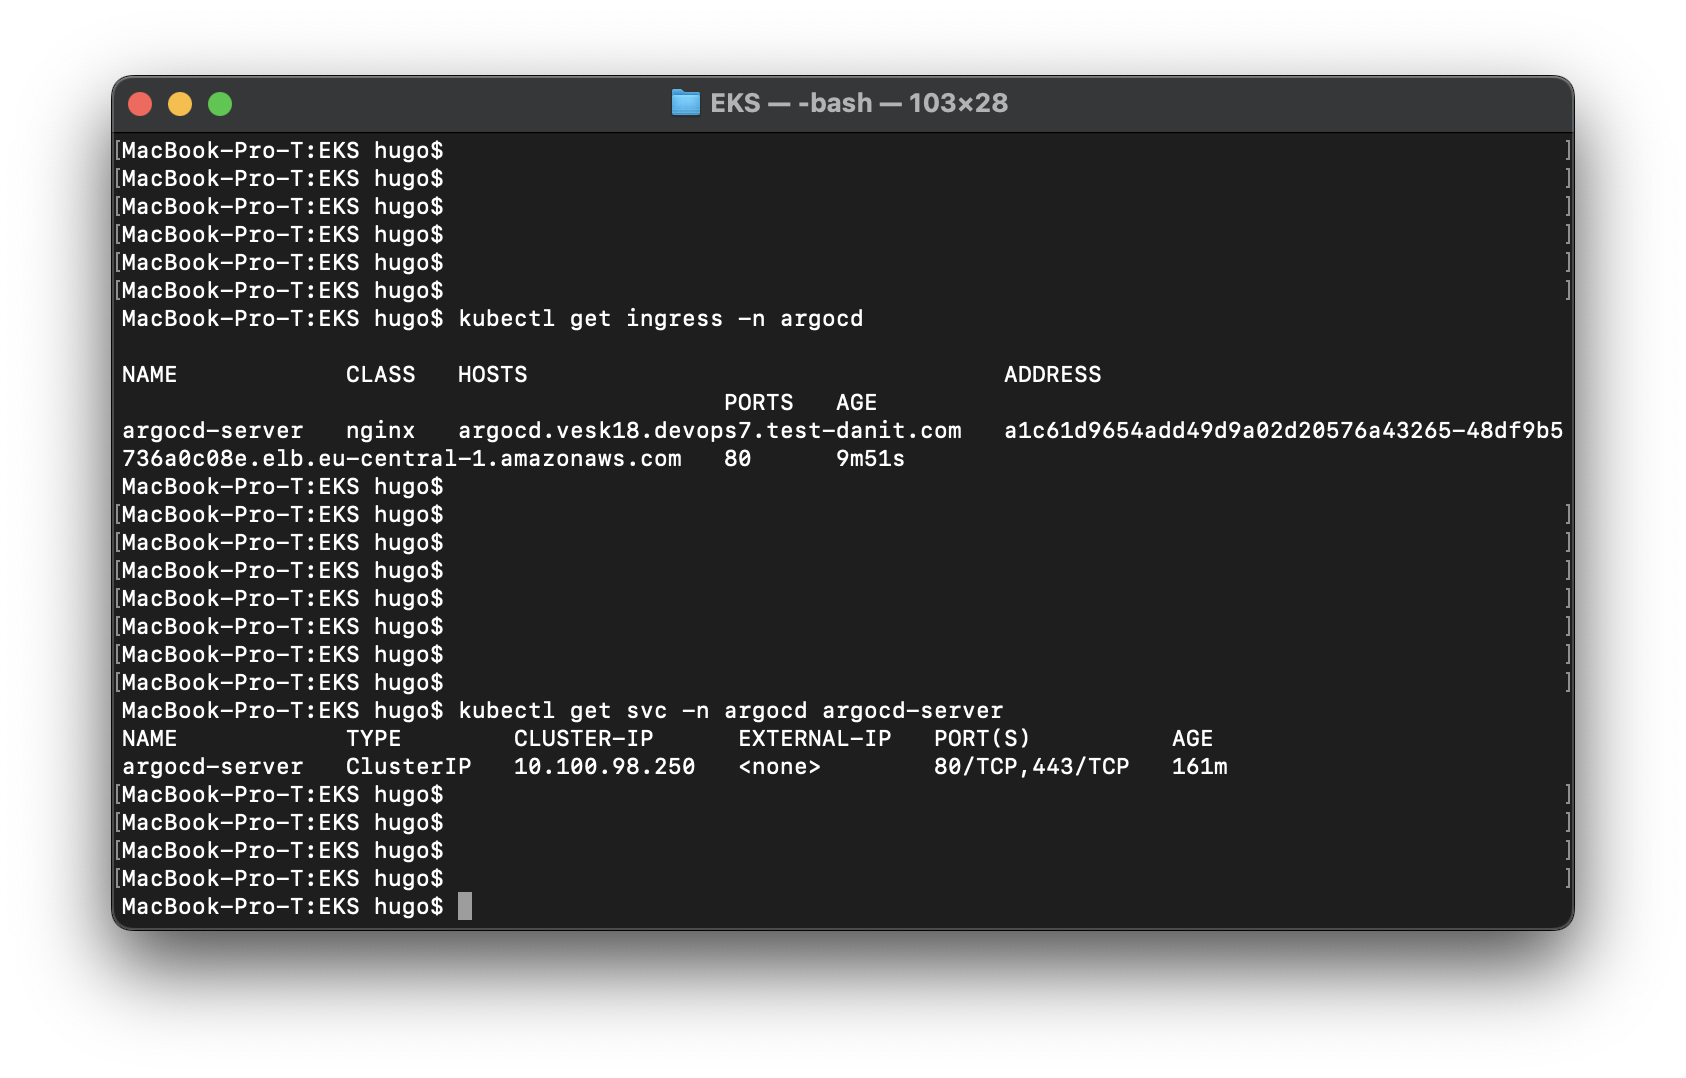 EKS — -bash — 103×28
MacBook-Pro-T:EKS hugo$
MacBook-Pro-T:EKS hugo$
MacBook-Pro-T:EKS hugo$
MacBook-Pro-T:EKS hugo$
MacBook-Pro-T:EKS hugo$
MacBook-Pro-T:EKS hugo$
MacBook-Pro-T:EKS hugo$ kubectl get ingress -n argocd
NAME CLASS HOSTS ADDRESS
PORTS AGE
argocd-server nginx argocd.vesk18.devops7.test-danit.com a1c61d9654add49d9a02d20576a43265-48df9b5
736a0c08e.elb.eu-central-1.amazonaws.com 80 9m51s
MacBook-Pro-T:EKS hugo$
MacBook-Pro-T:EKS hugo$
MacBook-Pro-T:EKS hugo$
MacBook-Pro-T:EKS hugo$
MacBook-Pro-T:EKS hugo$
MacBook-Pro-T:EKS hugo$
MacBook-Pro-T:EKS hugo$
MacBook-Pro-T:EKS hugo$
MacBook-Pro-T:EKS hugo$ kubectl get svc -n argocd argocd-server
NAME TYPE CLUSTER-IP EXTERNAL-IP PORT(S) AGE
argocd-server ClusterIP 10.100.98.250 <none> 80/TCP,443/TCP 161m
MacBook-Pro-T:EKS hugo$
MacBook-Pro-T:EKS hugo$
MacBook-Pro-T:EKS hugo$
MacBook-Pro-T:EKS hugo$
MacBook-Pro-T:EKS hugo$